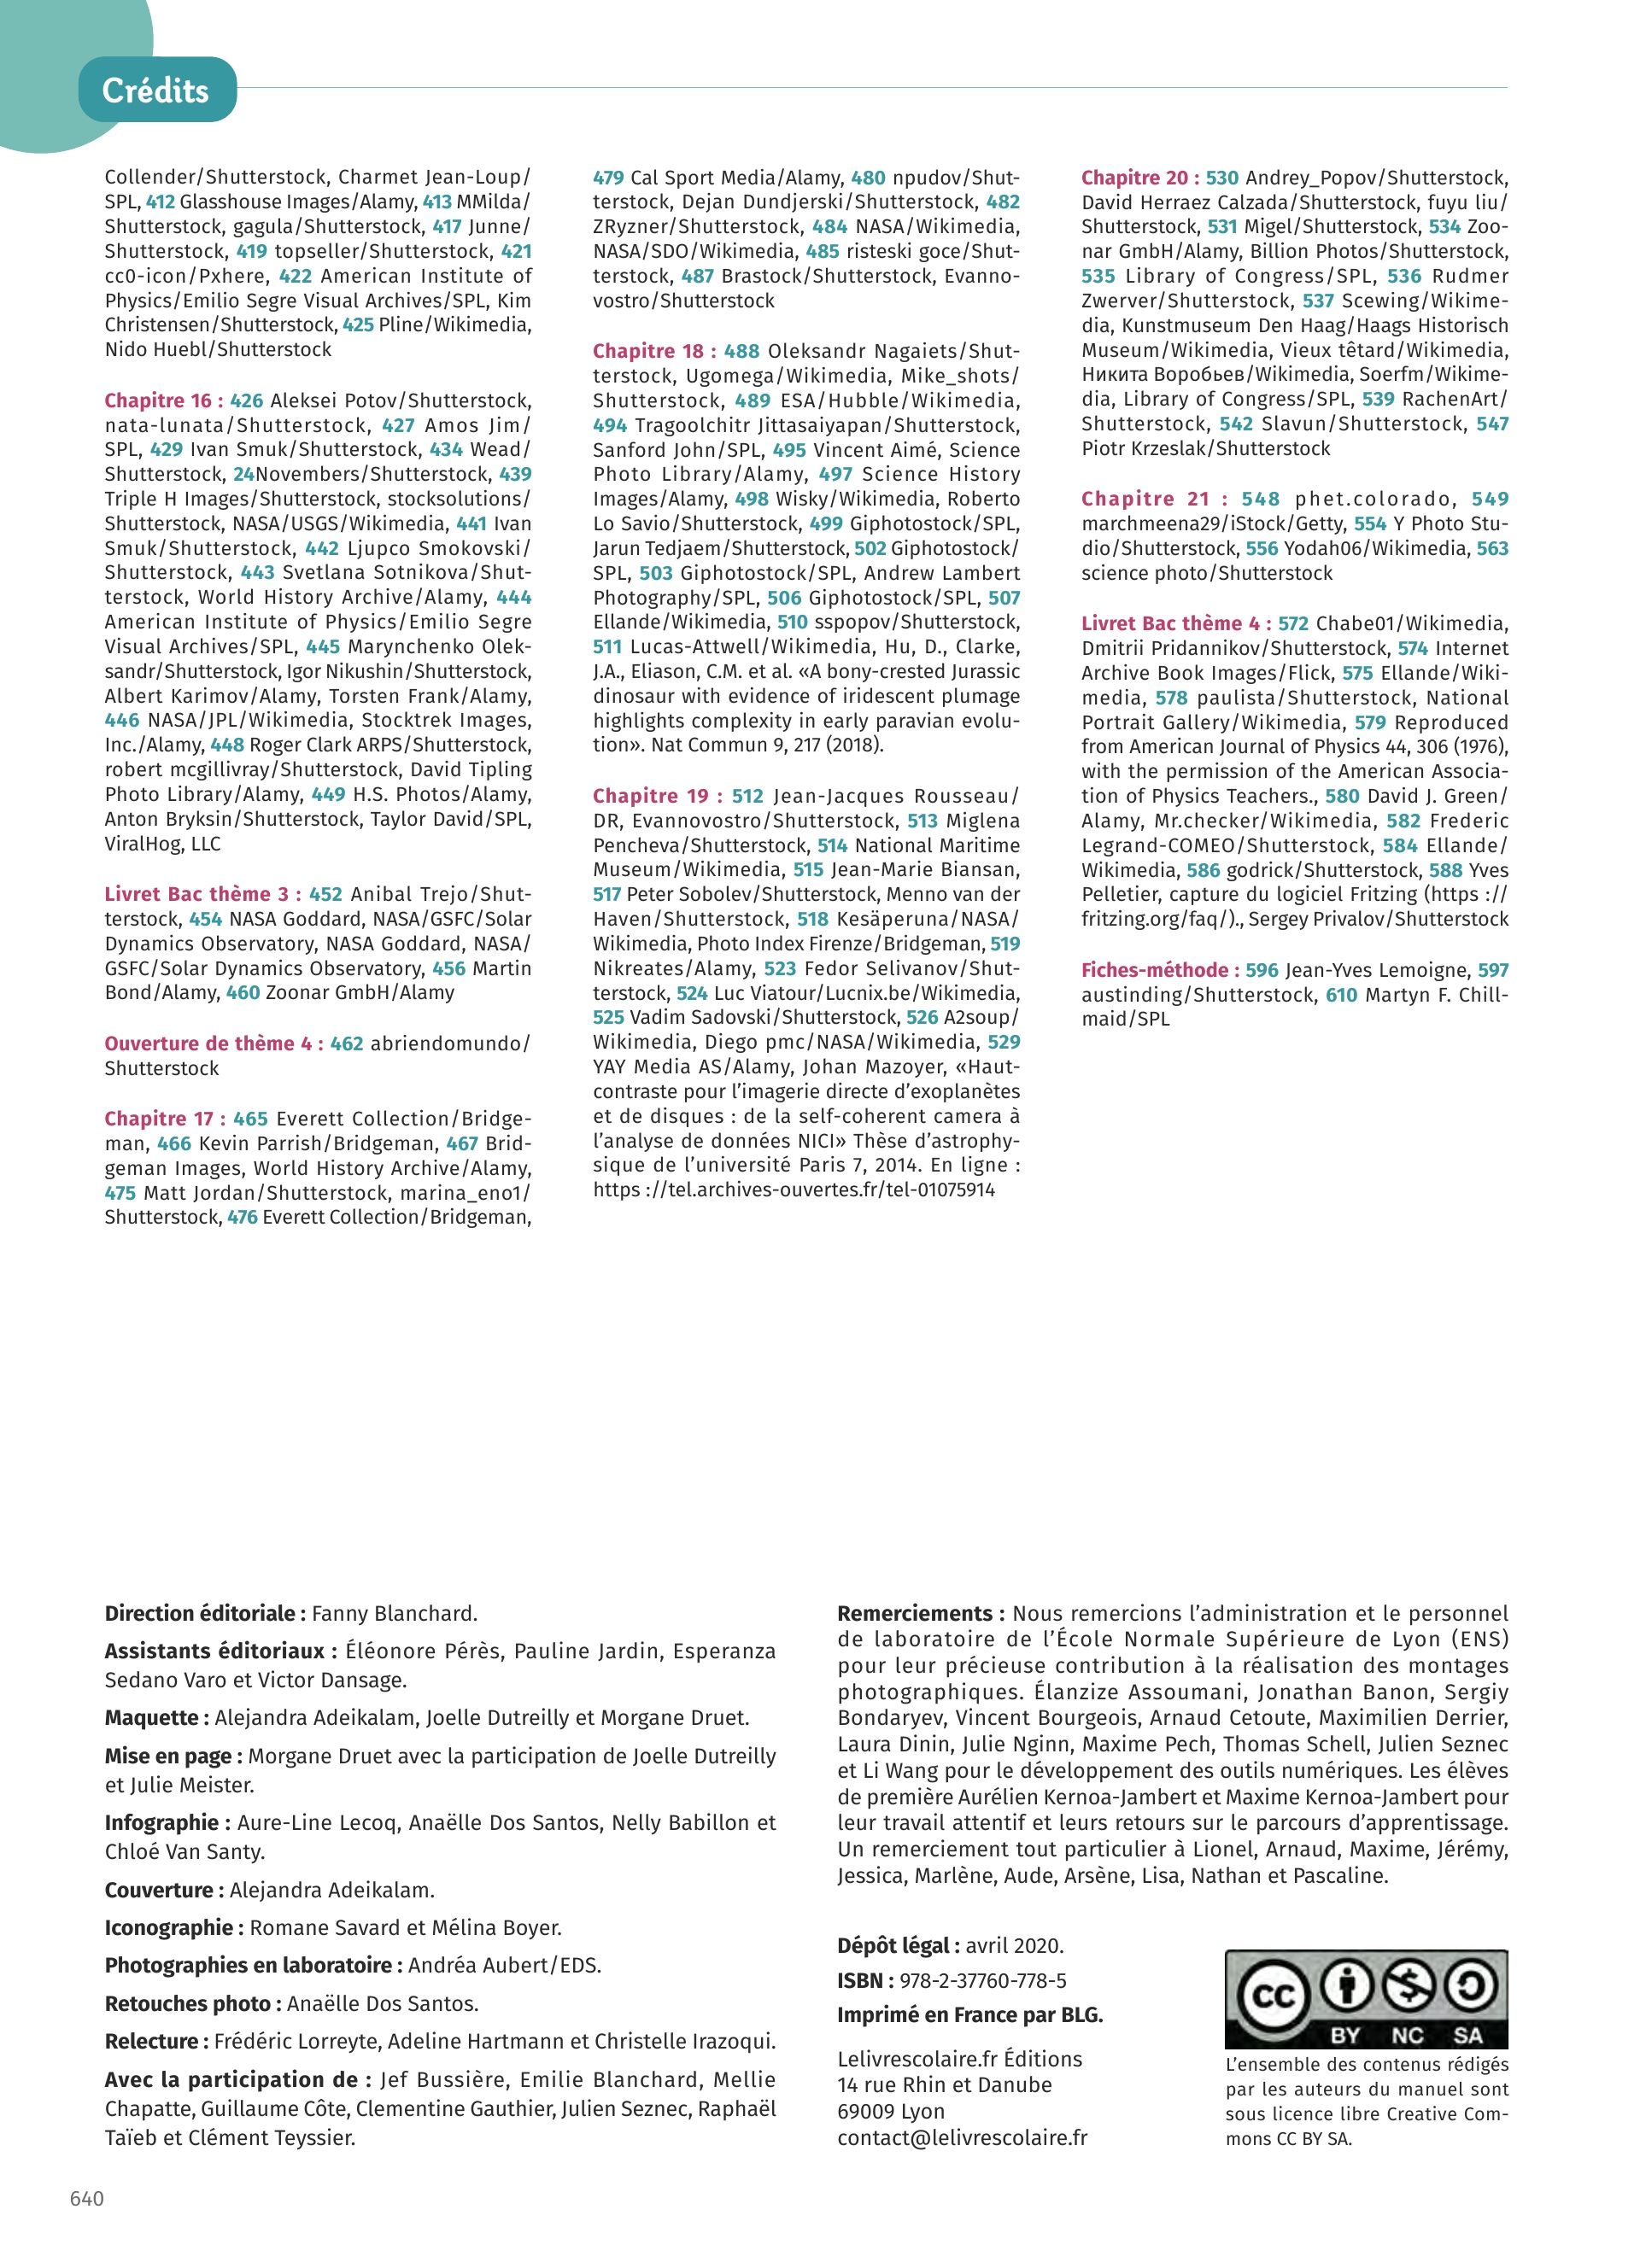 Crédits
Collender/Shutterstock, Charmet Jean-Loup/
SPL, 412 Glasshouse Images/Alamy, 413 MMilda/
Shutterstock, gagula/Shutterstock, 417 Junne/
Shutterstock, 419 topseller/Shutterstock, 421
cc0-icon/Pxhere, 422 American Institute of
Physics/Emilio Segre Visual Archives/SPL, Kim
Christensen/Shutterstock, 425 Pline/Wikimedia,
Nido Huebl/Shutterstock
Chapitre 16 : 426 Aleksei Potov/Shutterstock,
nata-lunata/Shutterstock, 427 Amos Jim/
SPL, 429 Ivan Smuk/Shutterstock, 434 Wead/
Shutterstock, 24Novembers/Shutterstock, 439
Triple H Images/Shutterstock, stocksolutions/
Shutterstock, NASA/USGS/Wikimedia, 441 Ivan
Smuk/Shutterstock, 442 Ljupco Smokovski/
Shutterstock, 443 Svetlana Sotnikova/Shut-
terstock, World History Archive/Alamy, 444
American Institute of Physics/Emilio Segre
Visual Archives/SPL, 445 Marynchenko Olek-
sandr/Shutterstock, Igor Nikushin/Shutterstock,
Albert Karimov/Alamy, Torsten Frank/Alamy,
446 NASA/JPL/Wikimedia, Stocktrek Images,
Inc./Alamy, 448 Roger Clark ARPS/Shutterstock,
robert mcgillivray/Shutterstock, David Tipling
Photo Library/Alamy, 449 H.S. Photos/Alamy,
Anton Bryksin/Shutterstock, Taylor David/SPL,
ViralHog, LLC
Livret Bac thème 3 : 452 Anibal Trejo/Shut-
terstock, 454 NASA Goddard, NASA/GSFC/Solar
Dynamics Observatory, NASA Goddard, NASA/
GSFC/Solar Dynamics Observatory, 456 Martin
Bond/Alamy, 460 Zoonar GmbH/Alamy
Ouverture de thème 4 : 462 abriendomundo/
Shutterstock
Chapitre 17 : 465 Everett Collection/Bridge-
man, 466 Kevin Parrish/Bridgeman, 467 Brid-
geman Images, World History Archive/Alamy,
475 Matt Jordan/Shutterstock, marina_eno1/
Shutterstock, 476 Everett Collection/Bridgeman,
479 Cal Sport Media/Alamy, 480 npudov/Shut-
terstock, Dejan Dundjerski/Shutterstock, 482
ZRyzner/Shutterstock, 484 NASA/Wikimedia,
NASA/SDO/Wikimedia, 485 risteski goce/Shut-
terstock, 487 Brastock/Shutterstock, Evanno-
vostro/Shutterstock
Chapitre 18 : 488 Oleksandr Nagaiets/Shut-
terstock, Ugomega/Wikimedia, Mike_shots/
Shutterstock, 489 ESA/Hubble/Wikimedia,
494 Tragoolchitr Jittasaiyapan/Shutterstock,
Sanford John/SPL, 495 Vincent Aimé, Science
Photo Library/Alamy, 497 Science History
Images/Alamy, 498 Wisky/Wikimedia, Roberto
Lo Savio/Shutterstock, 499 Giphotostock/SPL,
Jarun Tedjaem/Shutterstock, 502 Giphotostock/
SPL, 503 Giphotostock/SPL, Andrew Lambert
Photography/SPL, 506 Giphotostock/SPL, 507
Ellande/Wikimedia, 510 sspopov/Shutterstock,
511 Lucas-Attwell/Wikimedia, Hu, D., Clarke,
J.A., Eliason, C.M. et al. «A bony-crested Jurassic
dinosaur with evidence of iridescent plumage
highlights complexity in early paravian evolu-
tion». Nat Commun 9, 217 (2018).
Chapitre 19 : 512 Jean-Jacques Rousseau/
DR, Evannovostro/Shutterstock, 513 Miglena
Pencheva/Shutterstock, 514 National Maritime
Museum/Wikimedia, 515 Jean-Marie Biansan,
517 Peter Sobolev/Shutterstock, Menno van der
Haven/Shutterstock, 518 Kesäperuna/NASA/
Wikimedia, Photo Index Firenze/Bridgeman, 519
Nikreates/Alamy, 523 Fedor Selivanov/Shut-
terstock, 524 Luc Viatour/Lucnix.be/Wikimedia,
525 Vadim Sadovski/Shutterstock, 526 A2soup/
Wikimedia, Diego pmc/NASA/Wikimedia, 529
YAY Media AS/Alamy, Johan Mazoyer, «Haut-
contraste pour l'imagerie directe d'exoplanètes
et de disques : de la self-coherent camera à
l'analyse de données NICI» Thèse d'astrophy-
sique de l'université Paris 7, 2014. En ligne :
https ://tel.archives-ouvertes.fr/tel-01075914
Chapitre 20 : 530 Andrey_Popov/Shutterstock,
David Herraez Calzada/Shutterstock, fuyu liu/
Shutterstock, 531 Migel/Shutterstock, 534 Zoo-
nar GmbH/Alamy, Billion Photos/Shutterstock,
535 Library of Congress/SPL, 536 Rudmer
Zwerver/Shutterstock, 537 Scewing/Wikime-
dia, Kunstmuseum Den Haag/Haags Historisch
Museum/Wikimedia, Vieux têtard/Wikimedia,
Никита Воробьев/Wikimedia, Soerfm/Wikime-
dia, Library of Congress/SPL, 539 RachenArt/
Shutterstock, 542 Slavun/Shutterstock, 547
Piotr Krzeslak/Shutterstock
Chapitre 21 : 548 phet.colorado, 549
marchmeena29/iStock/Getty, 554 Y Photo Stu-
dio/Shutterstock, 556 Yodah06/Wikimedia, 563
science photo/Shutterstock
Livret Bac thème 4 : 572 Chabe01/Wikimedia,
Dmitrii Pridannikov/Shutterstock, 574 Internet
Archive Book Images/Flick, 575 Ellande/Wiki-
media, 578 paulista/Shutterstock, National
Portrait Gallery/Wikimedia, 579 Reproduced
from American Journal of Physics 44, 306 (1976),
with the permission of the American Associa-
tion of Physics Teachers., 580 David J. Green/
Alamy, Mr.checker/Wikimedia, 582 Frederic
Legrand-COMEO/Shutterstock, 584 Ellande/
Wikimedia, 586 godrick/Shutterstock, 588 Yves
Pelletier, capture du logiciel Fritzing (https ://
fritzing.org/faq/)., Sergey Privalov/Shutterstock
Fiches-méthode : 596 Jean-Yves Lemoigne, 597
austinding/Shutterstock, 610 Martyn F. Chill-
maid/SPL
Direction éditoriale : Fanny Blanchard.
Assistants éditoriaux : Éléonore Pérès, Pauline Jardin, Esperanza
Sedano Varo et Victor Dansage.
Maquette : Alejandra Adeikalam, Joelle Dutreilly et Morgane Druet.
Mise en page : Morgane Druet avec la participation de Joelle Dutreilly
et Julie Meister.
Infographie : Aure-Line Lecoq, Anaëlle Dos Santos, Nelly Babillon et
Chloé Van Santy.
Couverture : Alejandra Adeikalam.
Iconographie : Romane Savard et Mélina Boyer.
Photographies en laboratoire : Andréa Aubert/EDS.
Retouches photo : Anaëlle Dos Santos.
Relecture : Frédéric Lorreyte, Adeline Hartmann et Christelle Irazoqui.
Avec la participation de : Jef Bussière, Emilie Blanchard, Mellie
Chapatte, Guillaume Côte, Clementine Gauthier, Julien Seznec, Raphaël
Taïeb et Clément Teyssier.
Remerciements : Nous remercions l'administration et le personnel
de laboratoire de l'École Normale Supérieure de Lyon (ENS)
pour leur précieuse contribution à la réalisation des montages
photographiques. Élanzize Assoumani, Jonathan Banon, Sergiy
Bondaryev, Vincent Bourgeois, Arnaud Cetoute, Maximilien Derrier,
Laura Dinin, Julie Nginn, Maxime Pech, Thomas Schell, Julien Seznec
et Li Wang pour le développement des outils numériques. Les élèves
de première Aurélien Kernoa-Jambert et Maxime Kernoa-Jambert pour
leur travail attentif et leurs retours sur le parcours d'apprentissage.
Un remerciement tout particulier à Lionel, Arnaud, Maxime, Jérémy,
Jessica, Marlène, Aude, Arsène, Lisa, Nathan et Pascaline.
Dépôt légal : avril 2020.
ISBN : 978-2-37760-778-5
Imprimé en France par BLG.
Lelivrescolaire.fr Éditions
14 rue Rhin et Danube
69009 Lyon
contact@lelivrescolaire.fr
cc
BY NC SA
L'ensemble des contenus rédigés
par les auteurs du manuel sont
sous licence libre Creative Com-
mons CC BY SA.
640